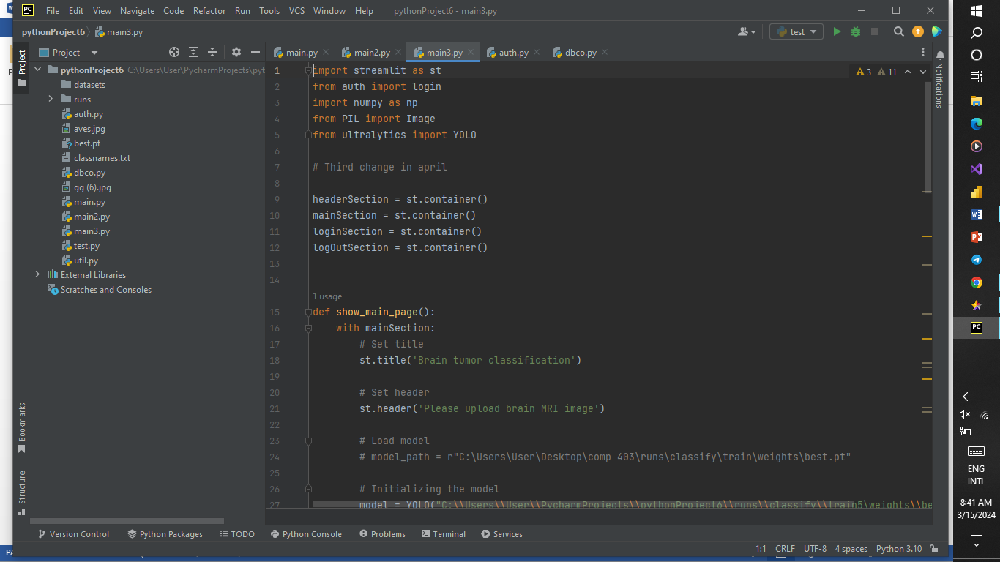 PC File Edit View Navigate Code Refactor Run Tools VCS Window Help pythonProject6 - main3.py
pythonProject6 main3.py test
Project
Project
main.py main2.py main3.py auth.py dbco.py
Notifications
pythonProject6 C:\Users\User\PycharmProjects\pyt
datasets
runs
auth.py
aves.jpg
best.pt
classnames.txt
dbco.py
gg (6).jpg
main.py
main2.py
main3.py
test.py
util.py
External Libraries
Scratches and Consoles
Bookmarks
Structure
3 11
1 import streamlit as st
2 from auth import login
3 import numpy as np
4 from PIL import Image
5 from ultralytics import YOLO
6
7 # Third change in april
8
9 headerSection = st.container()
10 mainSection = st.container()
11 loginSection = st.container()
12 logOutSection = st.container()
13
14
1 usage
15 def show_main_page():
16 with mainSection:
17 # Set title
18 st.title('Brain tumor classification')
19
20 # Set header
21 st.header('Please upload brain MRI image')
22
23 # Load model
24 # model_path = r"C:\Users\User\Desktop\comp 403\runs\classify\train\weights\best.pt"
25
26 # Initializing the model
27 model = YOLO("C:\\Users\\User\\PycharmProjects\\pythonProject6\\runs\\classify\\train5\weights\\be
Version Control Python Packages TODO Python Console Problems Terminal Services
1:1 CRLF UTF-8 4 spaces Python 3.10
PC
ENG
INTL
8:41 AM
3/15/2024